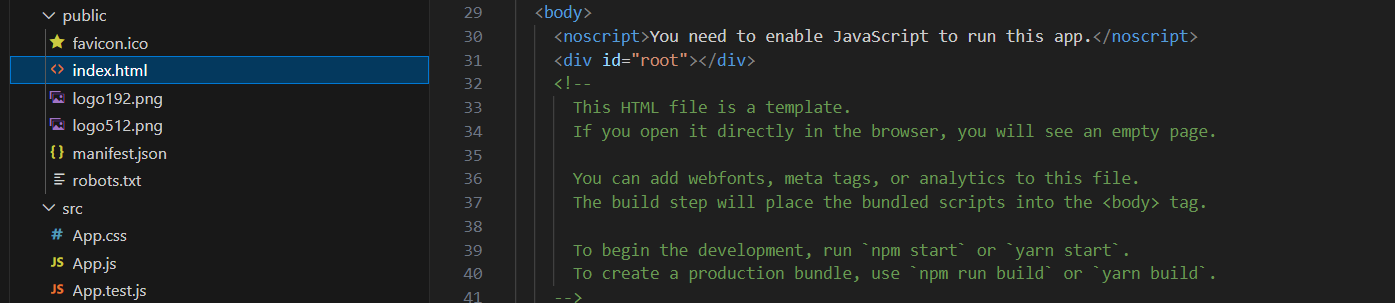 public
favicon.ico
index.html
logo192.png
logo512.png
{} manifest.json
robots.txt
src
# App.css
JS App.js
JS App.test.js
29 <body>
30 <noscript>You need to enable JavaScript to run this app.</noscript>
31 <div id="root"></div>
32 <!--
33 This HTML file is a template.
34 If you open it directly in the browser, you will see an empty page.
35
36 You can add webfonts, meta tags, or analytics to this file.
37 The build step will place the bundled scripts into the <body> tag.
38
39 To begin the development, run `npm start` or `yarn start`.
40 To create a production bundle, use `npm run build` or `yarn build`.
41 -->